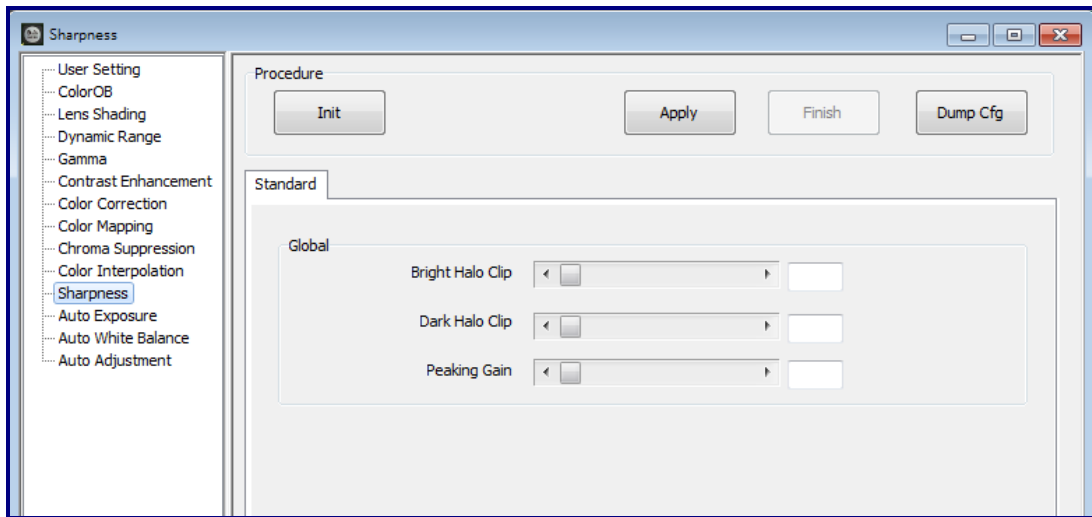 Sharpness
User Setting
ColorOB
Lens Shading
Dynamic Range
Gamma
Contrast Enhancement
Color Correction
Color Mapping
Chroma Suppression
Color Interpolation
Sharpness
Auto Exposure
Auto White Balance
Auto Adjustment
Procedure
Init Apply Finish Dump Cfg
Standard
Global
Bright Halo Clip
Dark Halo Clip
Peaking Gain